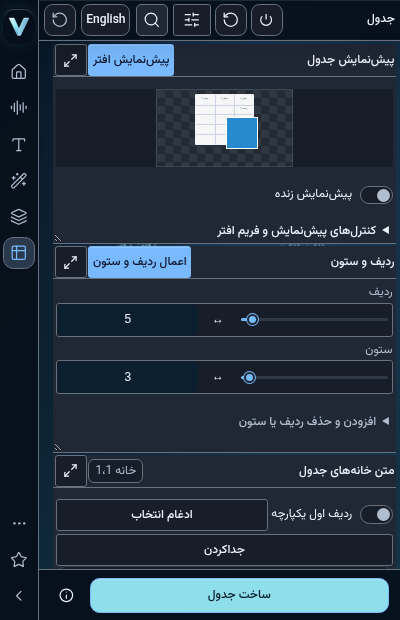 جدول
English
پیش‌نمایش جدول
پیش‌نمایش افتر
پیش‌نمایش زنده
کنترل‌های پیش‌نمایش و فریم افتر
ردیف و ستون
اعمال ردیف و ستون
ردیف
5
ستون
3
افزودن و حذف ردیف یا ستون
متن خانه‌های جدول
خانه 1،1
ردیف اول یکپارچه
ادغام انتخاب
جداکردن
ساخت جدول